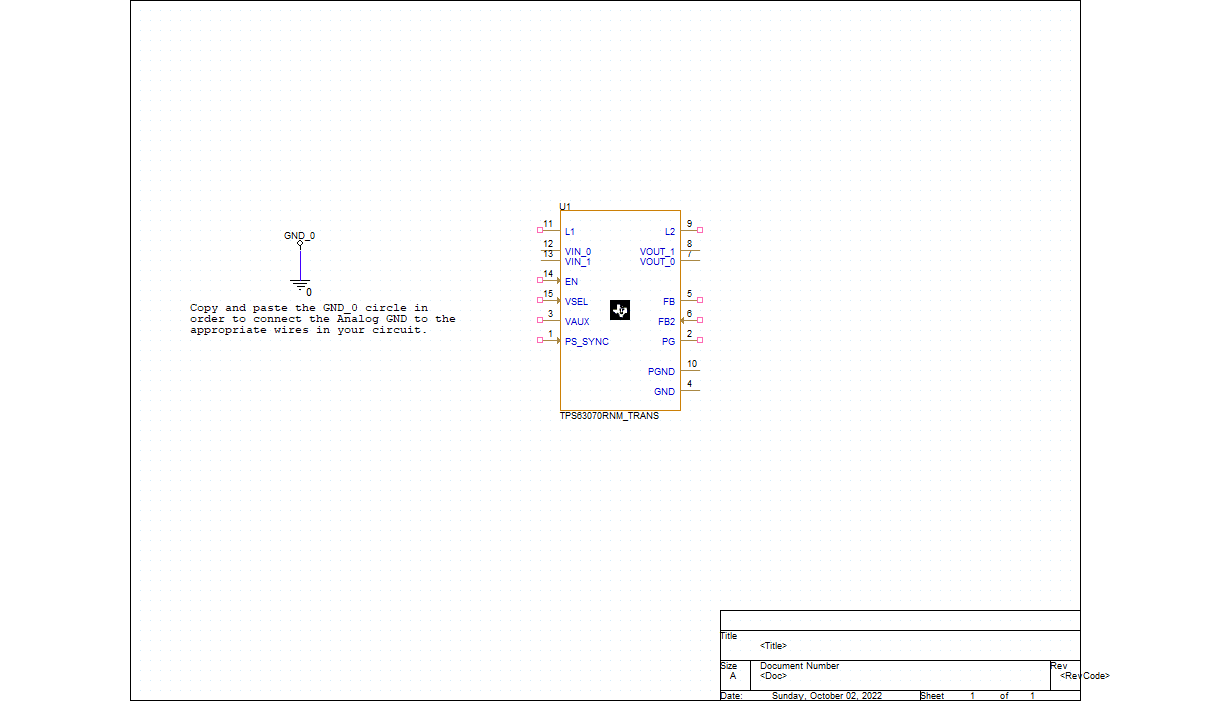 U1
11 L1 L2 9
12 VIN_0 VOUT_1 8
13 VIN_1 VOUT_0 7
14 EN
15 VSEL FB 5
3 VAUX FB2 6
1 PS_SYNC PG 2
PGND 10
GND 4
TPS63070RNM_TRANS
GND_0
0
Copy and paste the GND_0 circle in
order to connect the Analog GND to the
appropriate wires in your circuit.
Title
<Title>
Size Document Number Rev
A <Doc> <RevCode>
Date: Sunday, October 02, 2022 Sheet 1 of 1